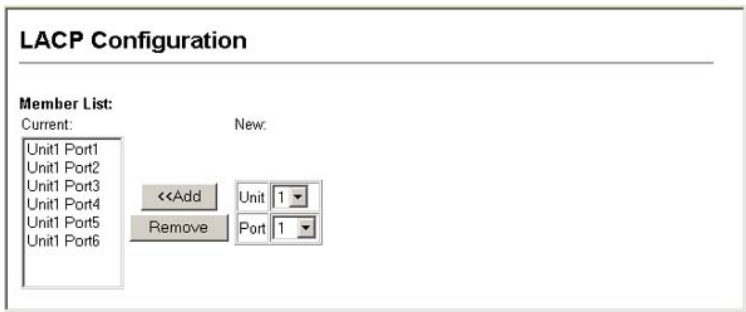 LACP Configuration
Member List:
Current: New:
Unit1 Port1
Unit1 Port2
Unit1 Port3
Unit1 Port4
Unit1 Port5
Unit1 Port6
<<Add
Remove
Unit 1
Port 1